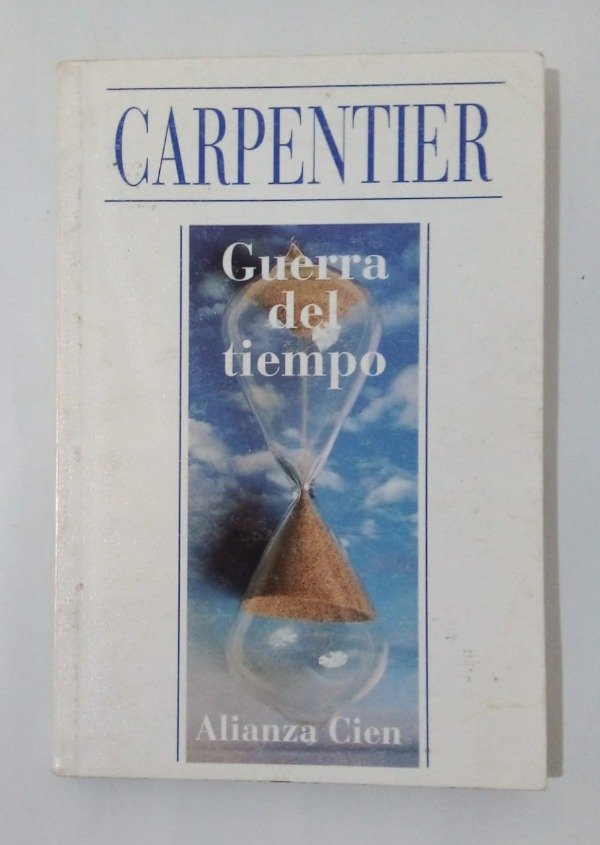 CARPENTIER
Guerra
del
tiempo
Alianza Cien